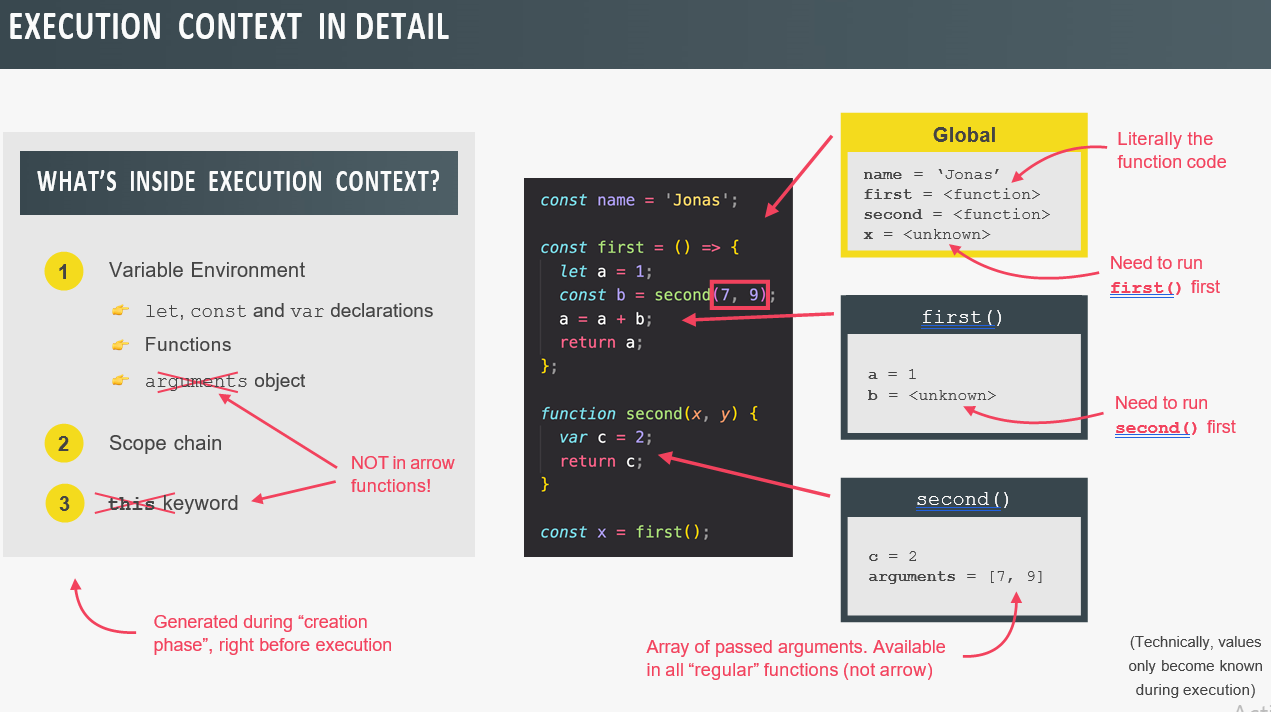 EXECUTION CONTEXT IN DETAIL
WHAT’S INSIDE EXECUTION CONTEXT?
1 Variable Environment
👉 let, const and var declarations
👉 Functions
👉 arguments object
2 Scope chain
3 this keyword
NOT in arrow
functions!
Generated during “creation
phase”, right before execution
const name = 'Jonas';
const first = () => {
let a = 1;
const b = second(7, 9);
a = a + b;
return a;
};
function second(x, y) {
var c = 2;
return c;
}
const x = first();
Global
name = ‘Jonas’
first = <function>
second = <function>
x = <unknown>
Literally the
function code
Need to run
first() first
first()
a = 1
b = <unknown>
Need to run
second() first
second()
c = 2
arguments = [7, 9]
Array of passed arguments. Available
in all “regular” functions (not arrow)
(Technically, values
only become known
during execution)